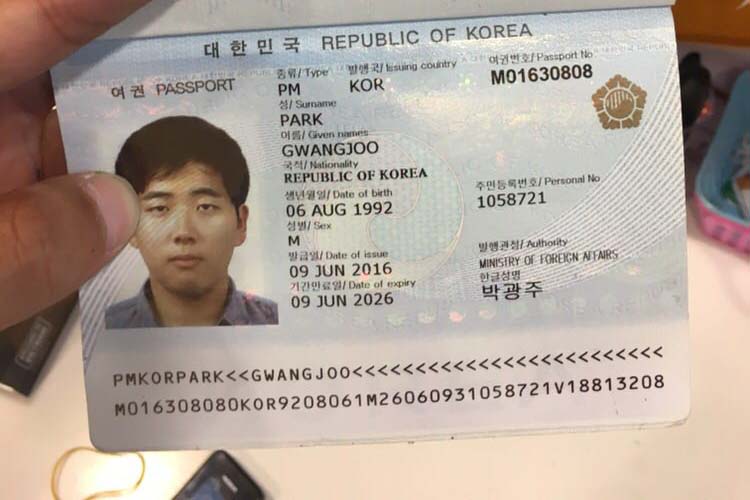 대한민국 REPUBLIC OF KOREA
여권 PASSPORT
종류/ Type 발행국/ Issuing country 여권번호/ Passport No
PM KOR M01630808
성/ Surname
PARK
이름/ Given names
GWANGJOO
국적/ Nationality
REPUBLIC OF KOREA
생년월일/ Date of birth 주민등록번호/ Personal No
06 AUG 1992 1058721
성별/ Sex
M
발급일/ Date of issue 발행관청/ Authority
09 JUN 2016 MINISTRY OF FOREIGN AFFAIRS
기간만료일/ Date of expiry 한글성명
09 JUN 2026 박광주
PMKORPARK<<GWANGJOO<<<<<<<<<<<<<<<<<<<<<<<<<
M016308080KOR9208061M26060931058721V18813208